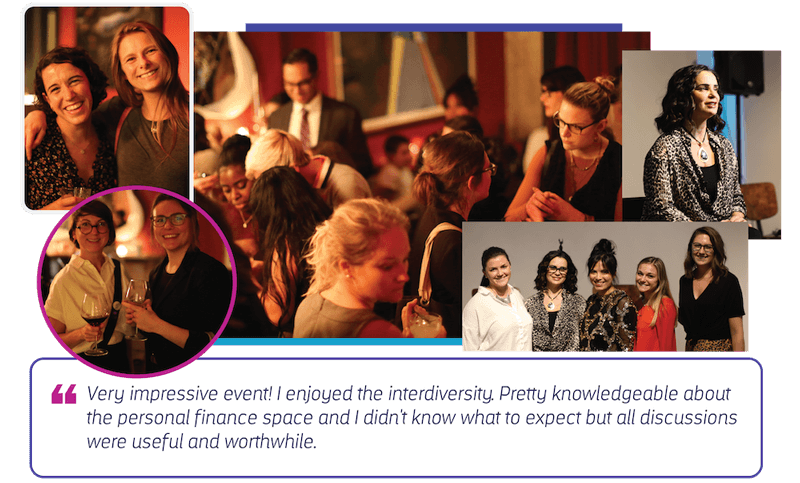 ❝ Very impressive event! I enjoyed the interdiversity. Pretty knowledgeable about
the personal finance space and I didn't know what to expect but all discussions
were useful and worthwhile.